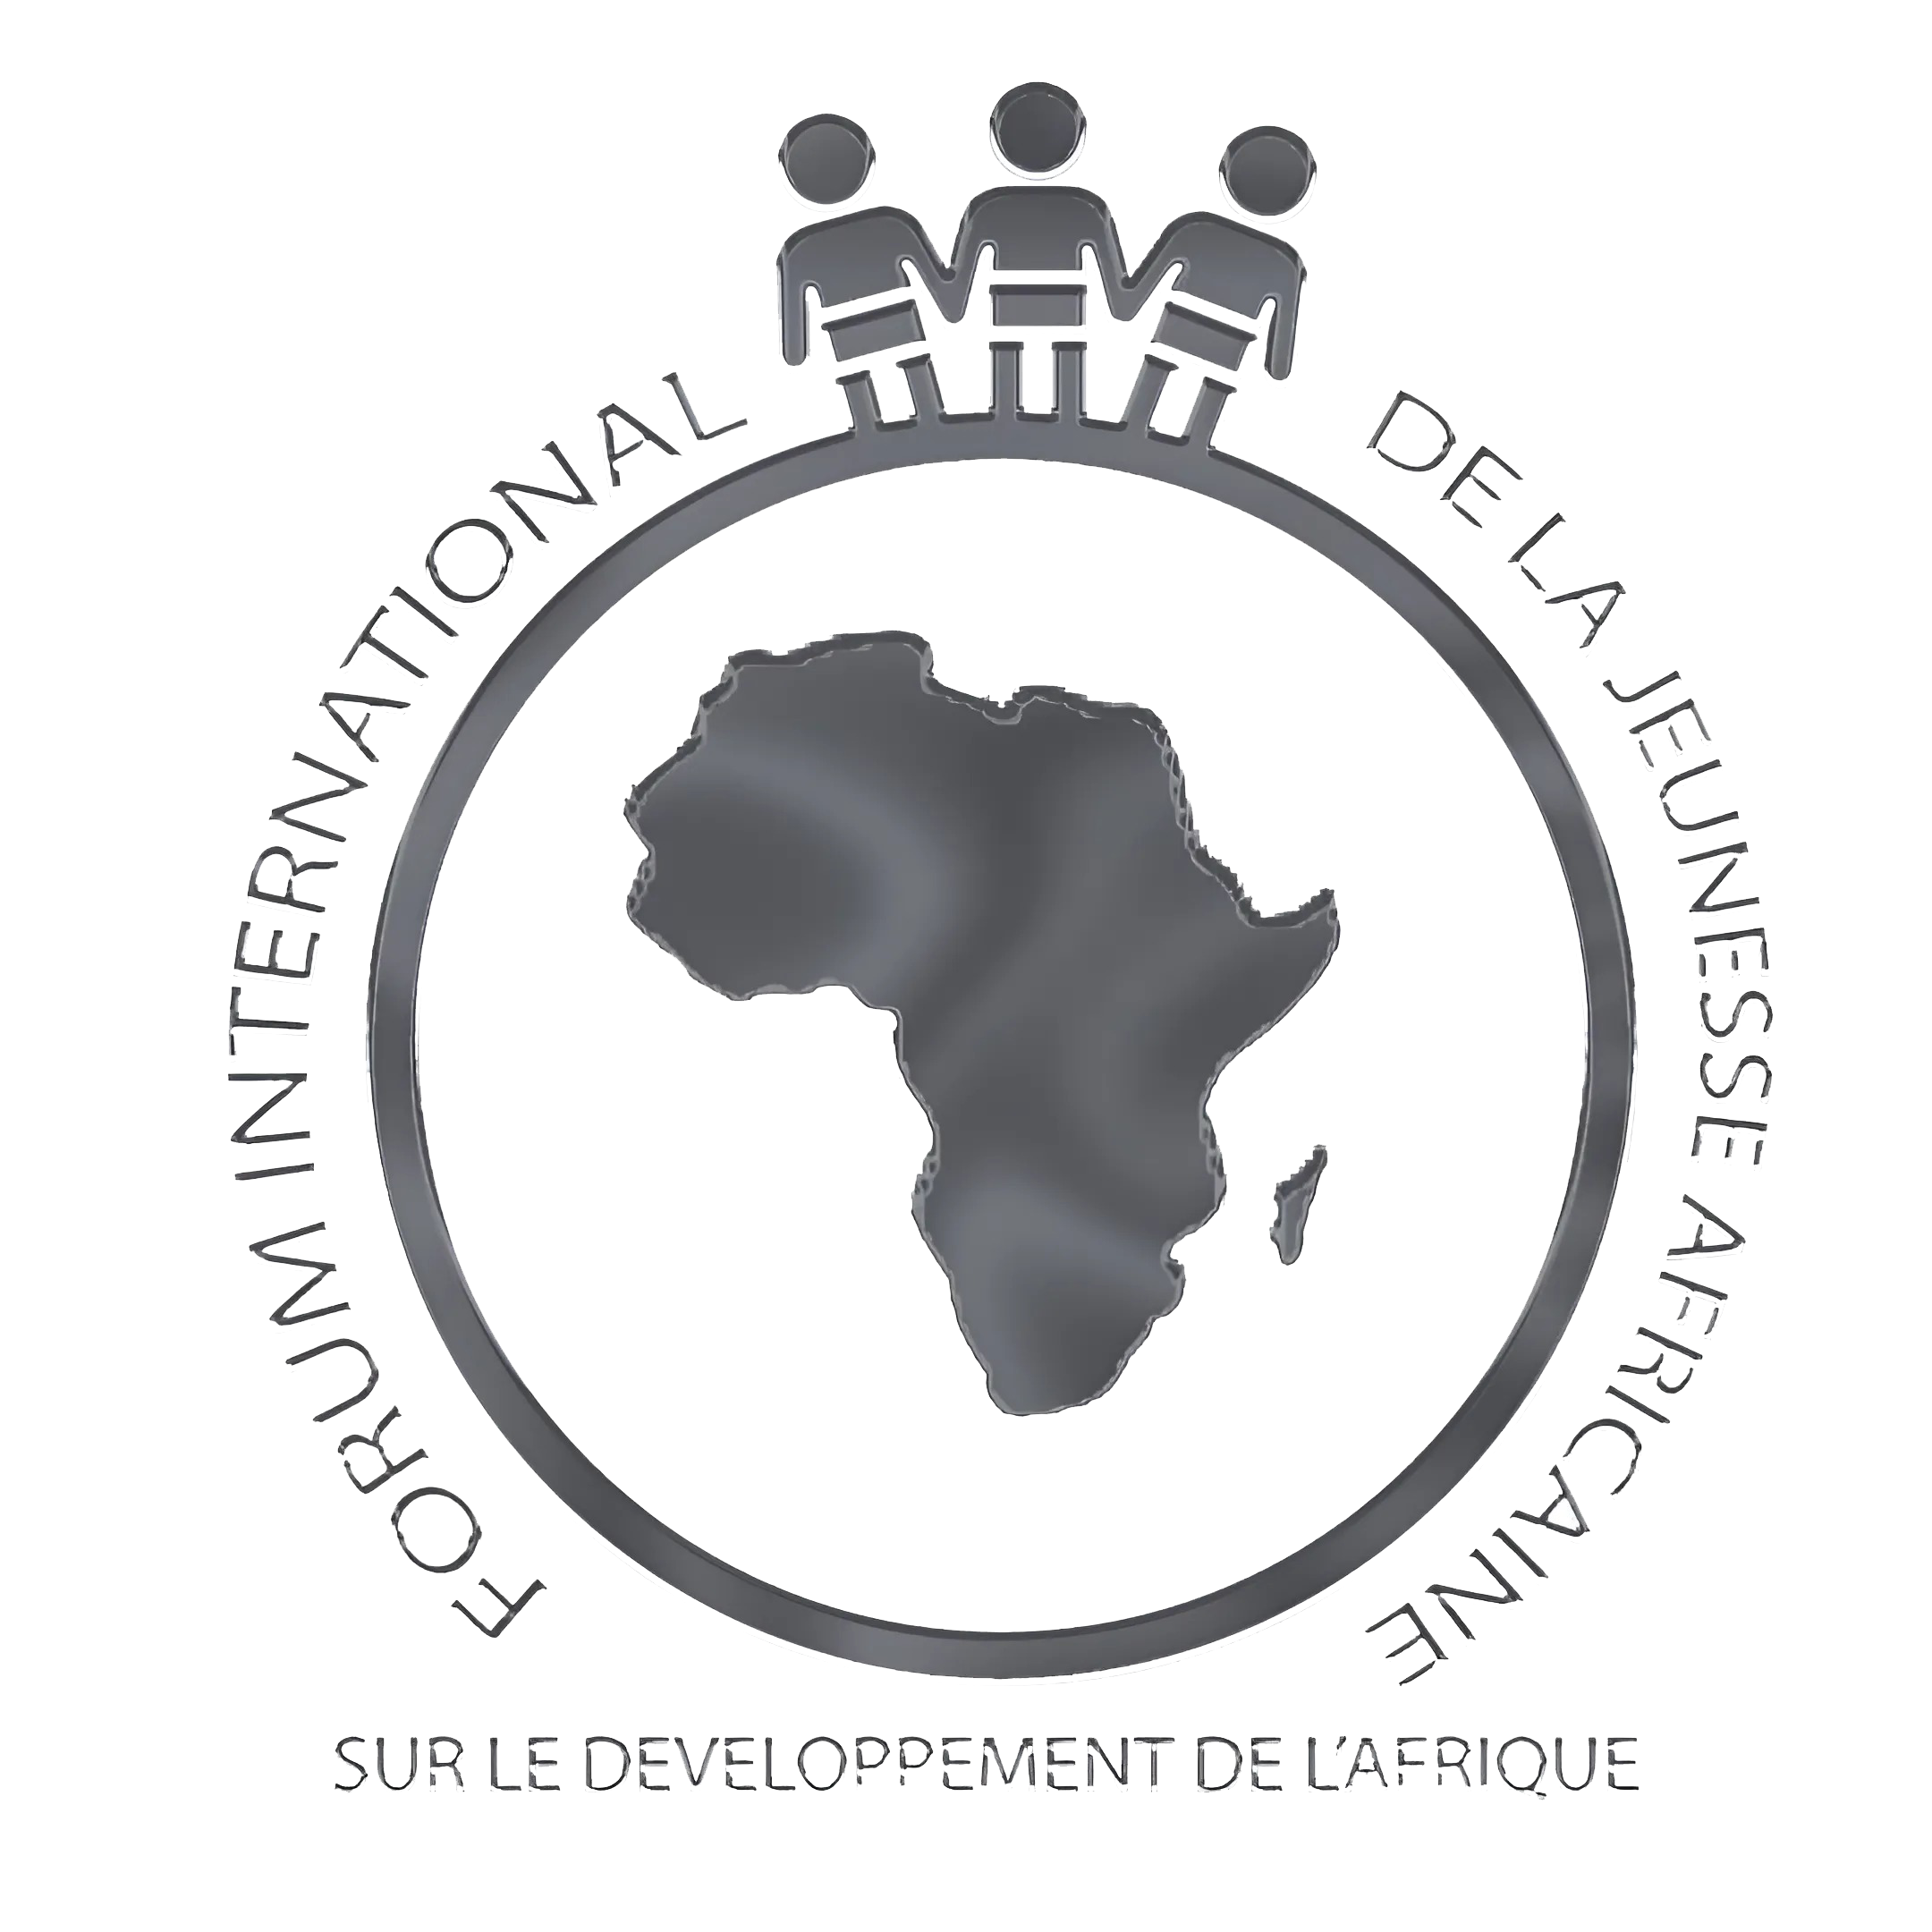 FORUM INTERNATIONAL
DE LA JEUNESSE AFRICAINE
SUR LE DEVELOPPEMENT DE L'AFRIQUE